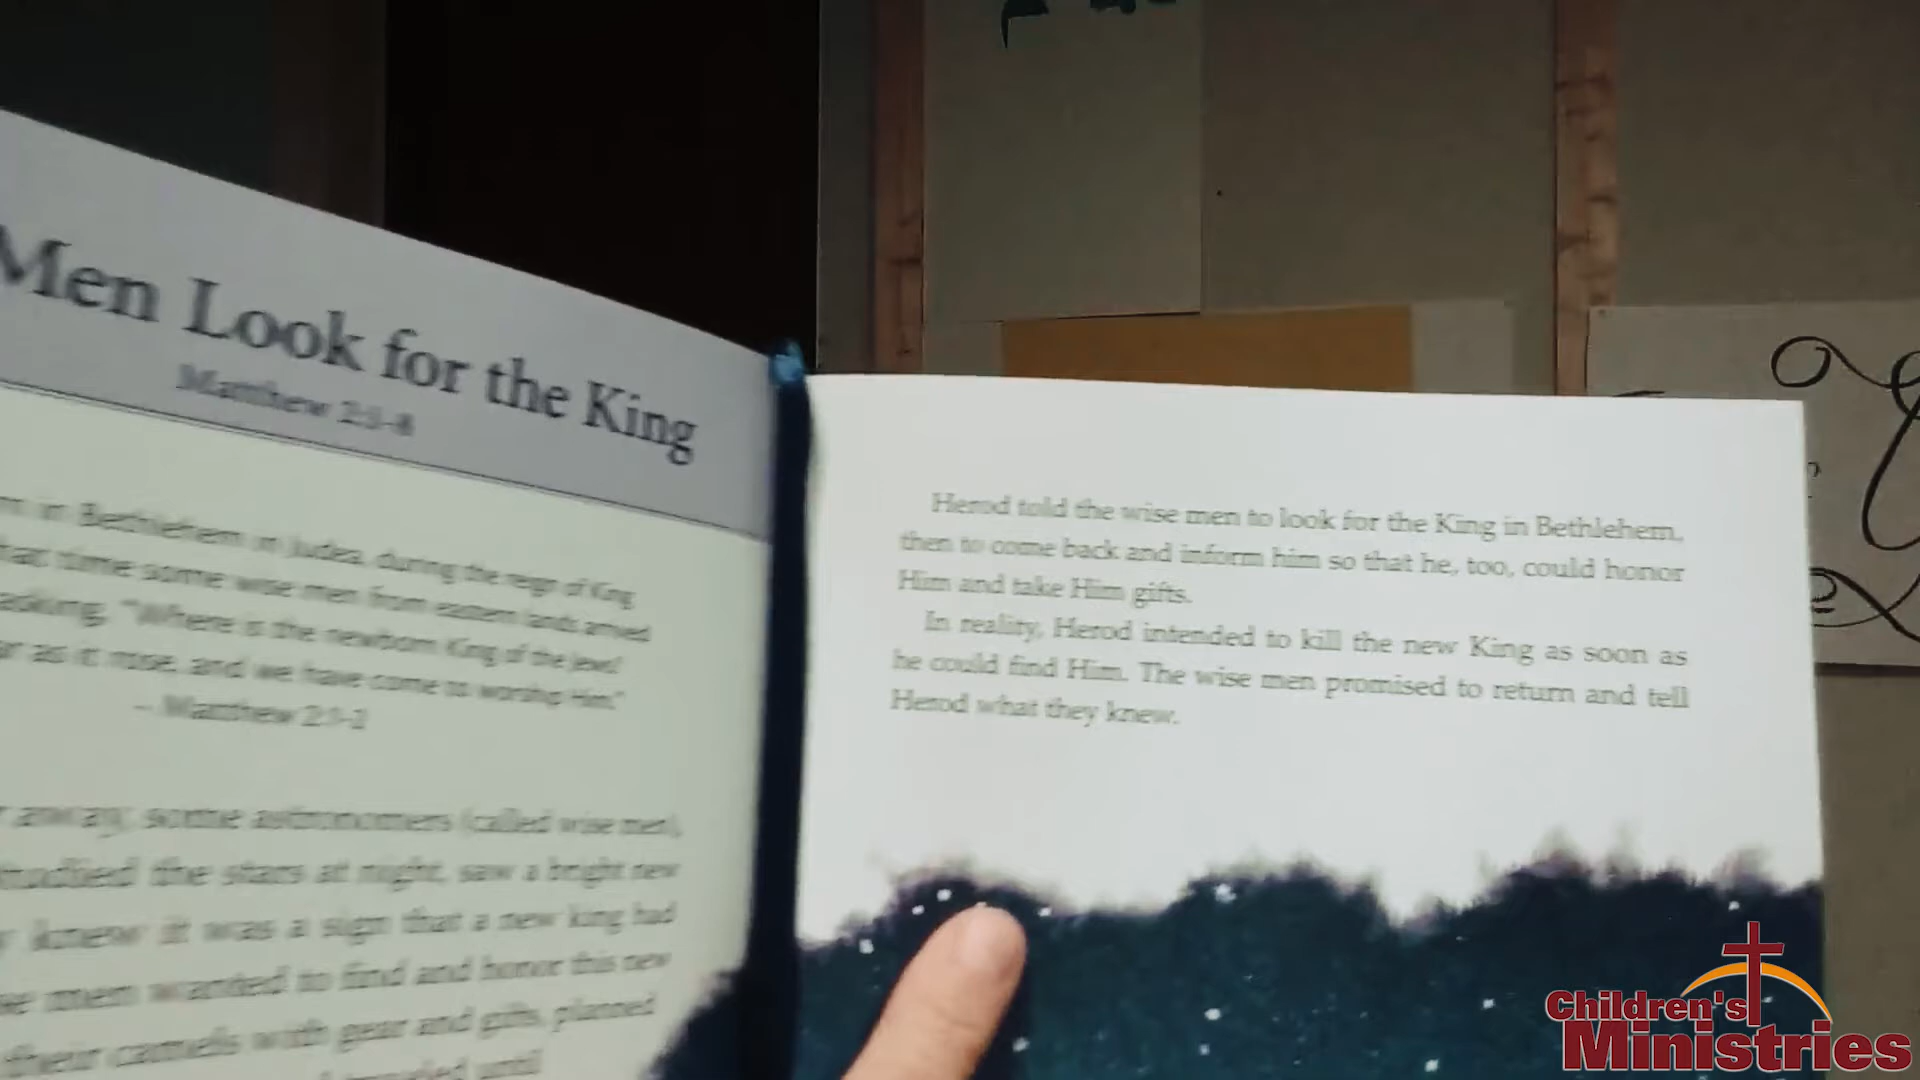 Men Look for the King
Matthew 2:1-8
in Bethlehem in Judea, during the reign of King
time some wise men from eastern lands arrived
asking, "Where is the newborn King of the Jews?
as it rose, and we have come to worship Him."
– Matthew 2:1-2
away, some astronomers (called wise men),
studied the stars at night, saw a bright new
knew it was a sign that a new king had
men wanted to find and honor this new
their camels with gear and gifts, planned
traveled until
Herod told the wise men to look for the King in Bethlehem,
then to come back and inform him so that he, too, could honor
Him and take Him gifts.
In reality, Herod intended to kill the new King as soon as
he could find Him. The wise men promised to return and tell
Herod what they knew.
Children's
Ministries